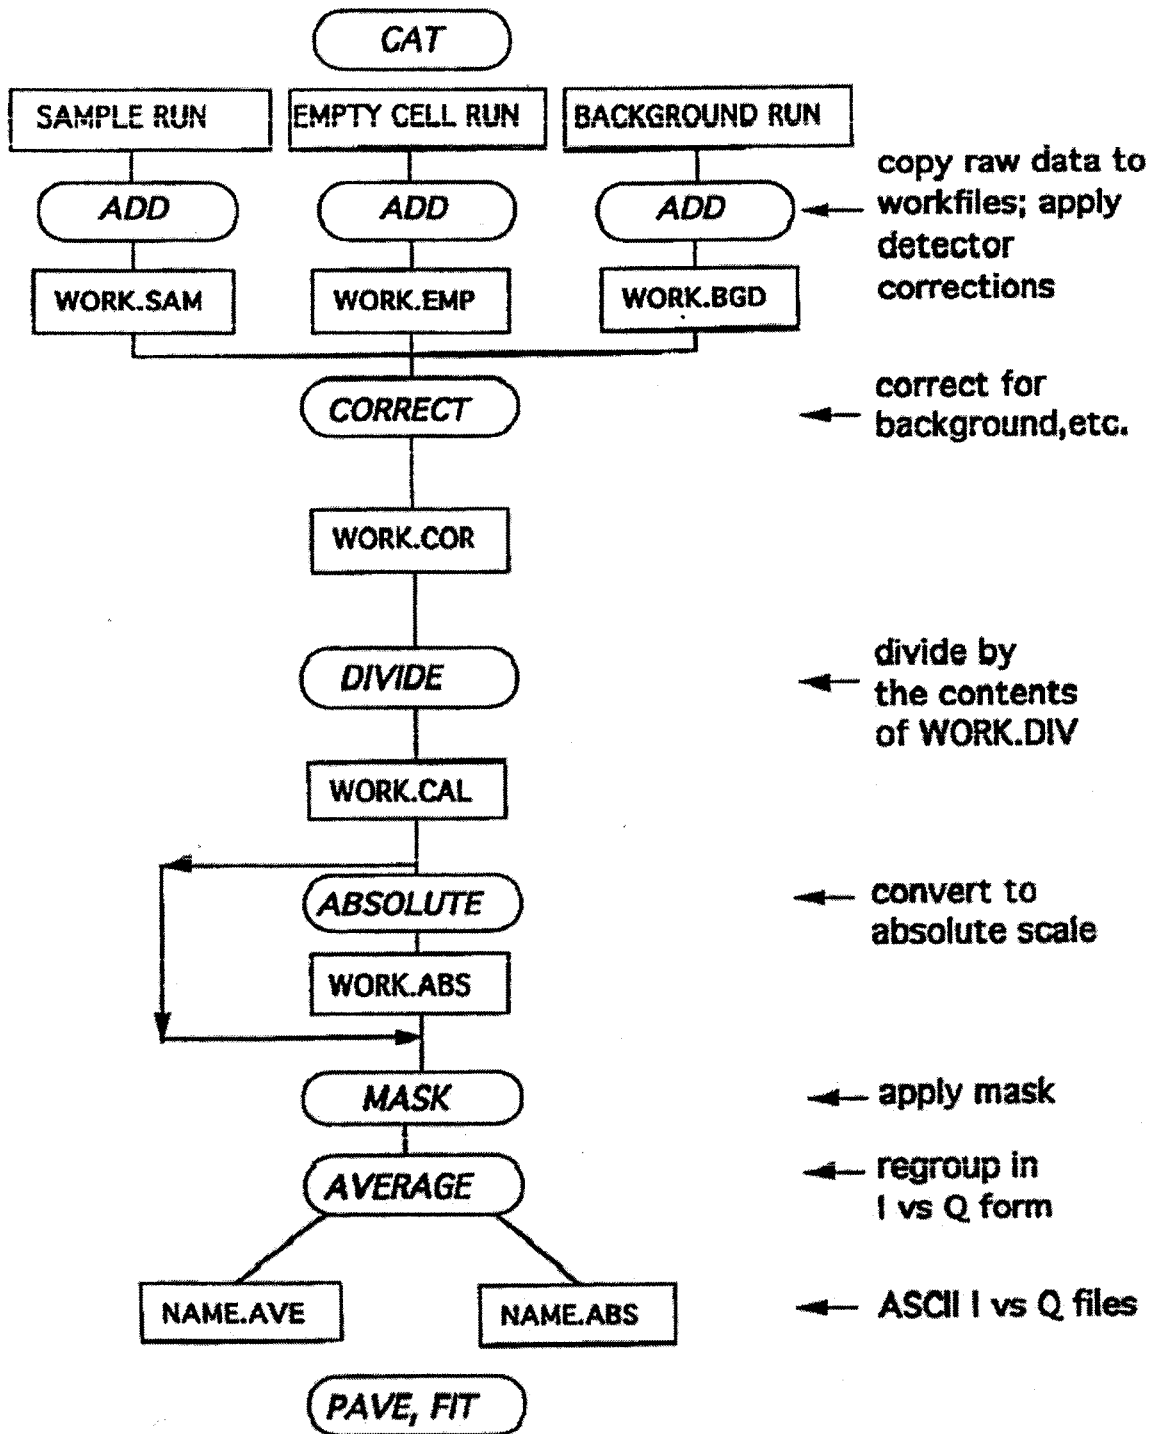 CAT
SAMPLE RUN
EMPTY CELL RUN
BACKGROUND RUN
ADD
ADD
ADD
copy raw data to
workfiles; apply
detector
corrections
WORK.SAM
WORK.EMP
WORK.BGD
CORRECT
correct for
background,etc.
WORK.COR
DIVIDE
divide by
the contents
of WORK.DIV
WORK.CAL
ABSOLUTE
convert to
absolute scale
WORK.ABS
MASK
apply mask
AVERAGE
regroup in
I vs Q form
NAME.AVE
NAME.ABS
ASCII I vs Q files
PAVE, FIT